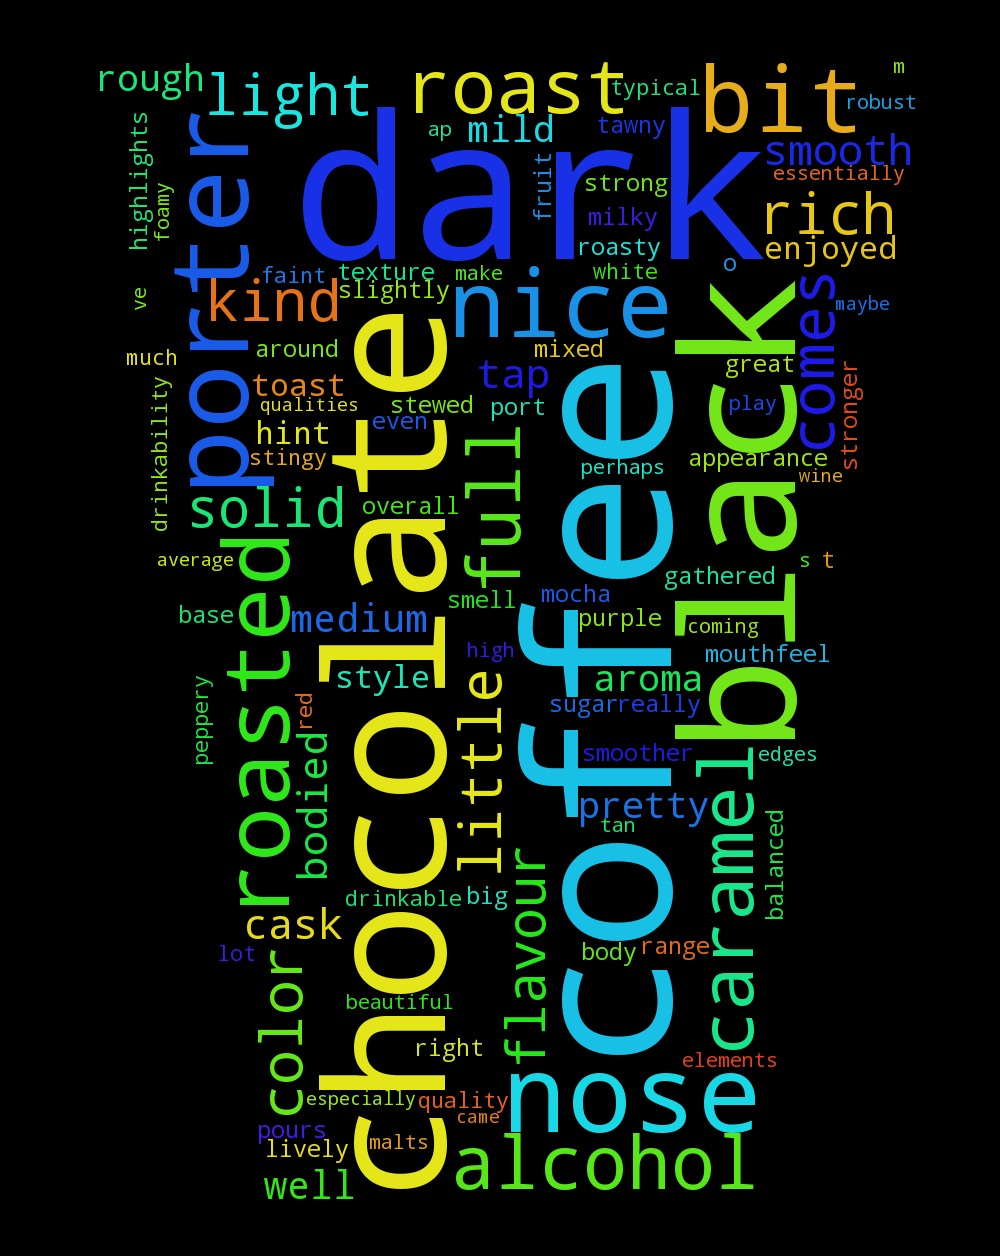 rough
light
roast
typical
bit
m
robust
highlights
foamy
porter
ap
mild
tawny
dark
fruit
strong
milky
roasty
smooth
essentially
rich
enjoyed
o
faint
texture
make
white
ve
kind
slightly
nice
black
comes
maybe
much
around
chocolate
mixed
great
toast
tap
coffee
qualities
stewed
port
play
stronger
drinkability
hint
even
stingy
perhaps
appearance
wine
solid
overall
full
average
roasted
s
t
gathered
base
medium
smell
mocha
purple
coming
high
mouthfeel
peppery
style
little
aroma
red
sugar
really
bodied
smoother
edges
pretty
caramel
tan
balanced
drinkable
big
flavour
cask
body
range
lot
color
beautiful
right
elements
nose
especially
quality
came
pours
lively
malts
alcohol
well